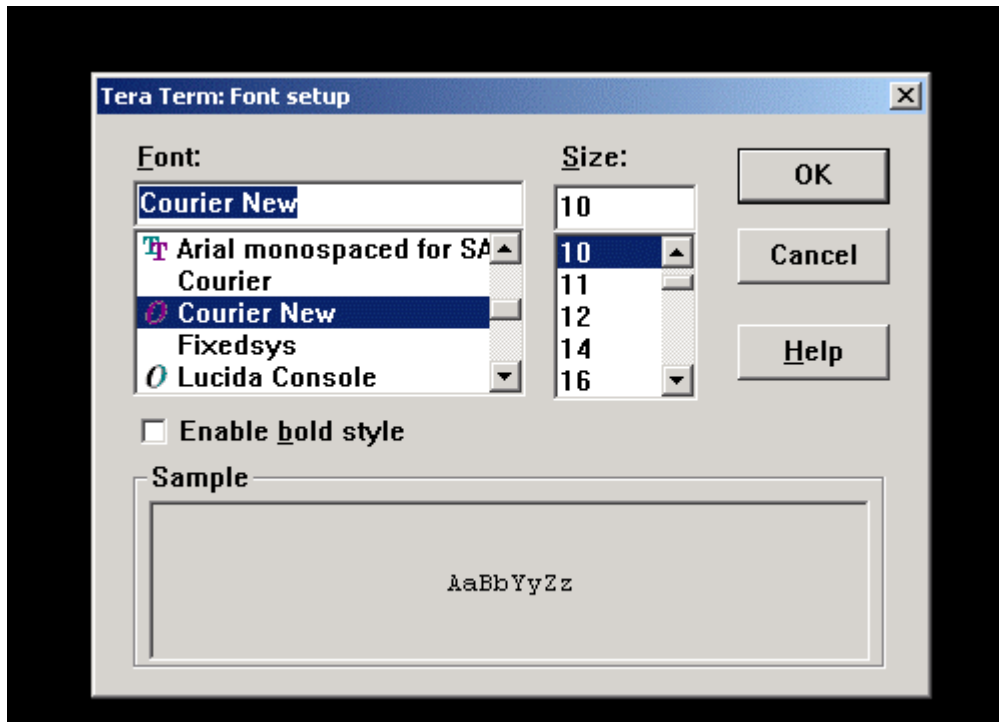 Tera Term: Font setup
Font:
Size:
OK
Courier New
10
Arial monospaced for SA
Courier
Courier New
Fixedsys
Lucida Console
10
11
12
14
16
Cancel
Help
Enable bold style
Sample
AaBbYyZz